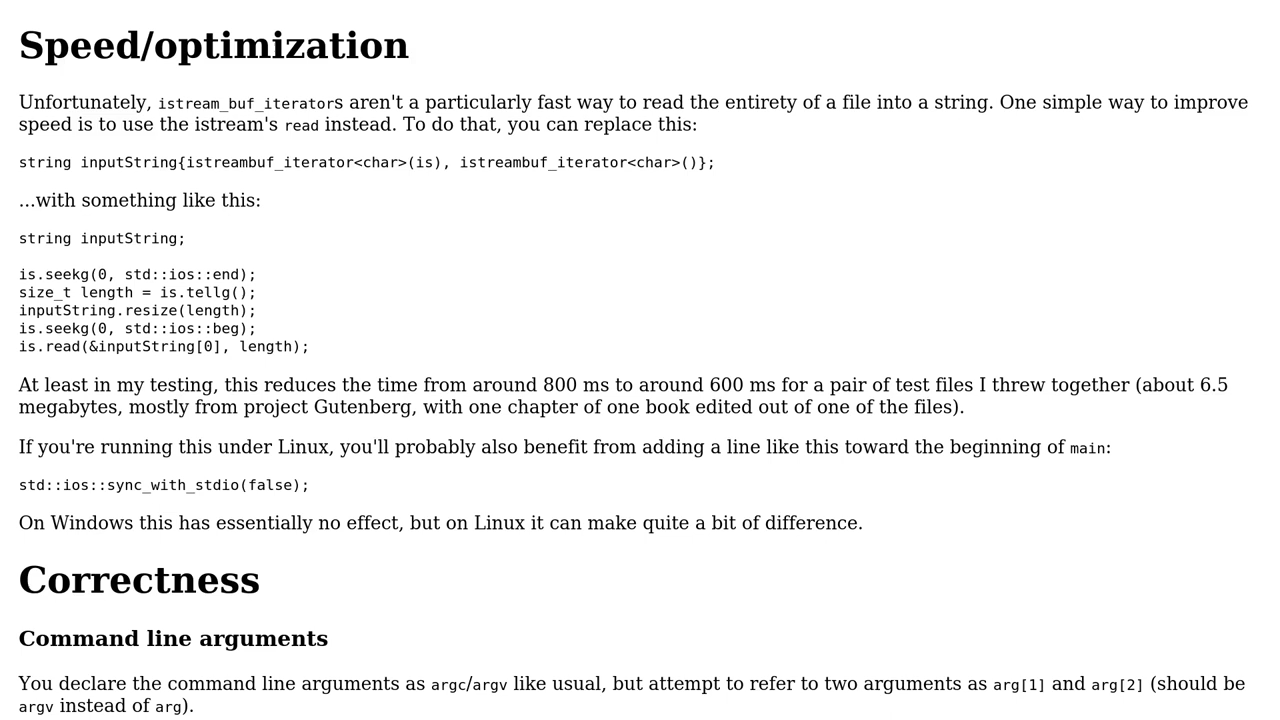 Speed/optimization
Unfortunately, istream_buf_iterators aren't a particularly fast way to read the entirety of a file into a string. One simple way to improve
speed is to use the istream's read instead. To do that, you can replace this:
string inputString{istreambuf_iterator<char>(is), istreambuf_iterator<char>()};
...with something like this:
string inputString;
is.seekg(0, std::ios::end);
size_t length = is.tellg();
inputString.resize(length);
is.seekg(0, std::ios::beg);
is.read(&inputString[0], length);
At least in my testing, this reduces the time from around 800 ms to around 600 ms for a pair of test files I threw together (about 6.5
megabytes, mostly from project Gutenberg, with one chapter of one book edited out of one of the files).
If you're running this under Linux, you'll probably also benefit from adding a line like this toward the beginning of main:
std::ios::sync_with_stdio(false);
On Windows this has essentially no effect, but on Linux it can make quite a bit of difference.
Correctness
Command line arguments
You declare the command line arguments as argc/argv like usual, but attempt to refer to two arguments as arg[1] and arg[2] (should be
argv instead of arg).